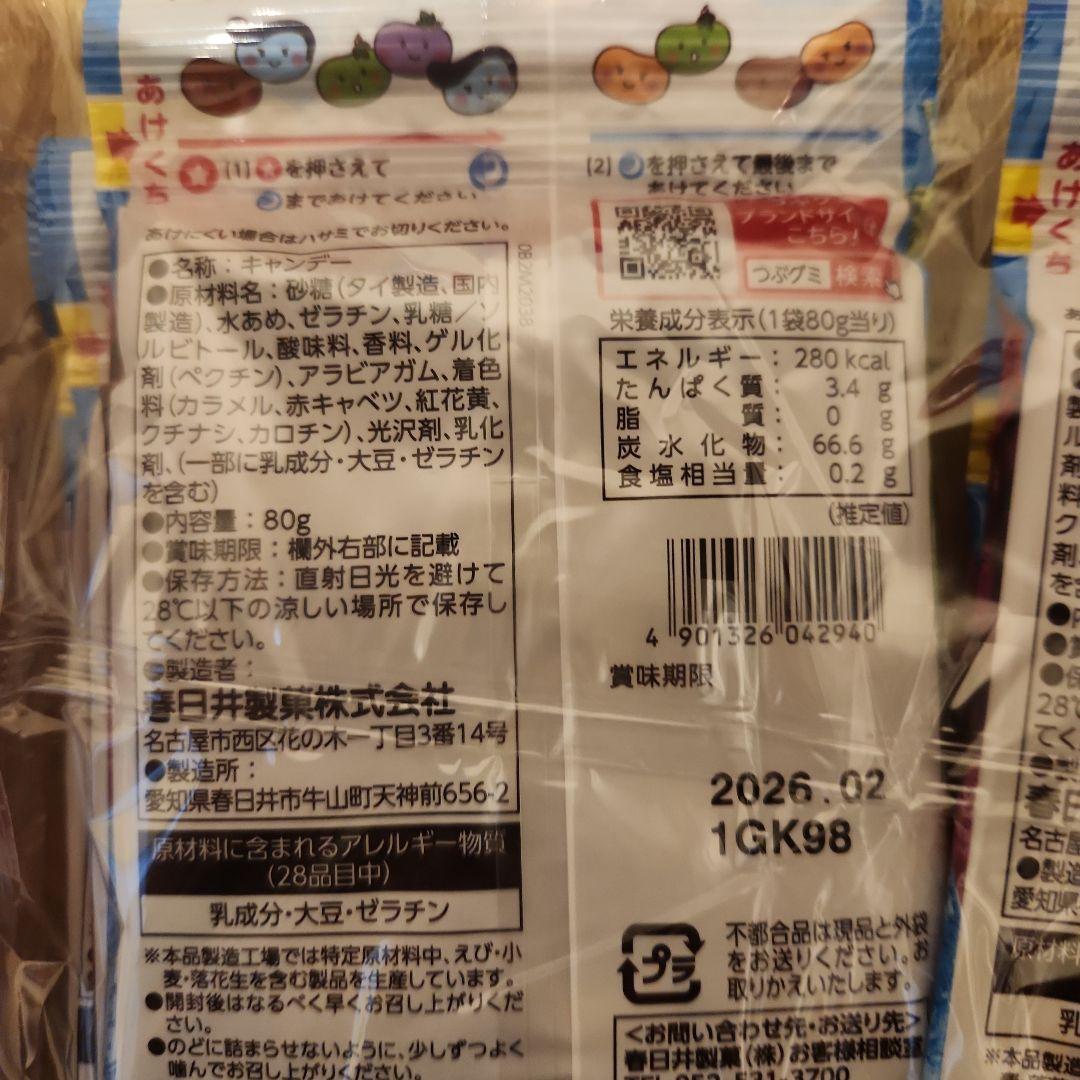 あけくち
(1)を押さえて
まであけてください
(2)を押さえて最後まで
あけてください
あけにくい場合はハサミでお切りください。
●名称：キャンデー
●原材料名：砂糖(タイ製造、国内
製造)、水あめ、ゼラチン、乳糖／ソ
ルビトール、酸味料、香料、ゲル化
剤(ペクチン)、アラビアガム、着色
料(カラメル、赤キャベツ、紅花黄、
クチナシ、カロチン)、光沢剤、乳化
剤、(一部に乳成分・大豆・ゼラチン
を含む)
●内容量：80g
●賞味期限：欄外右部に記載
●保存方法：直射日光を避けて
28℃以下の涼しい場所で保存し
てください。
●製造者：
春日井製菓株式会社
名古屋市西区花の木一丁目3番14号
●製造所：
愛知県春日井市牛山町天神前656-2
原材料に含まれるアレルギー物質
(28品目中)
乳成分・大豆・ゼラチン
※本品製造工場では特定原材料中、えび・小
麦・落花生を含む製品を生産しています。
●開封後はなるべく早くお召し上がりくだ
さい。
●のどに詰まらせないように、少しずつよく
噛んでお召し上がりください。
ブランドサイ
こちら！
つぶグミ 検索
栄養成分表示(1袋80g当り)
エネルギー： 280 kcal
たんぱく質： 3.4 g
脂質： 0 g
炭水化物： 66.6 g
食塩相当量： 0.2 g
(推定値)
4 901326 042940
賞味期限
2026.02
1GK98
プラ
不都合品は現品と外袋
をお送りください。お
取りかえいたします。
<お問い合わせ先・お送り先>
春日井製菓(株)お客様相談室
TEL 052-531-3700
あけくち